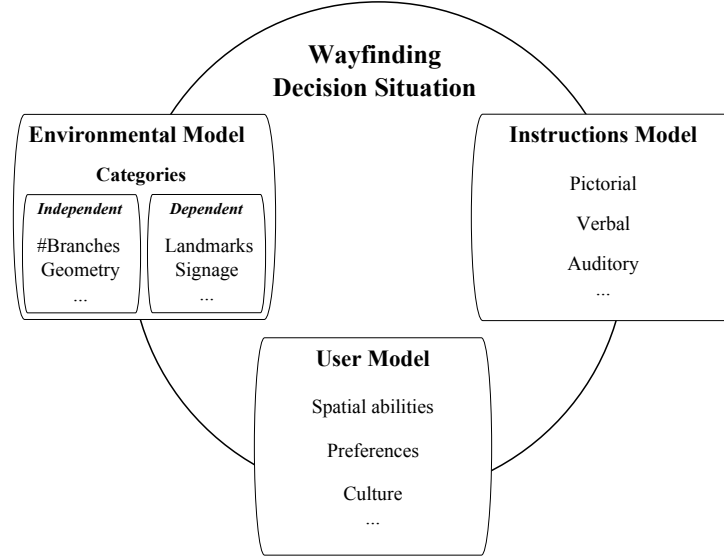 Wayfinding
Decision Situation
Environmental Model
Categories
Independent
#Branches
Geometry
...
Dependent
Landmarks
Signage
...
Instructions Model
Pictorial
Verbal
Auditory
...
User Model
Spatial abilities
Preferences
Culture
...